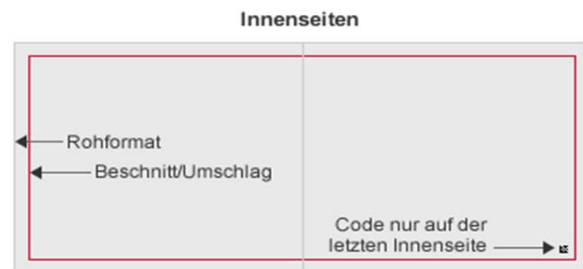 Innenseiten
Rohformat
Beschnitt/Umschlag
Code nur auf der
letzten Innenseite